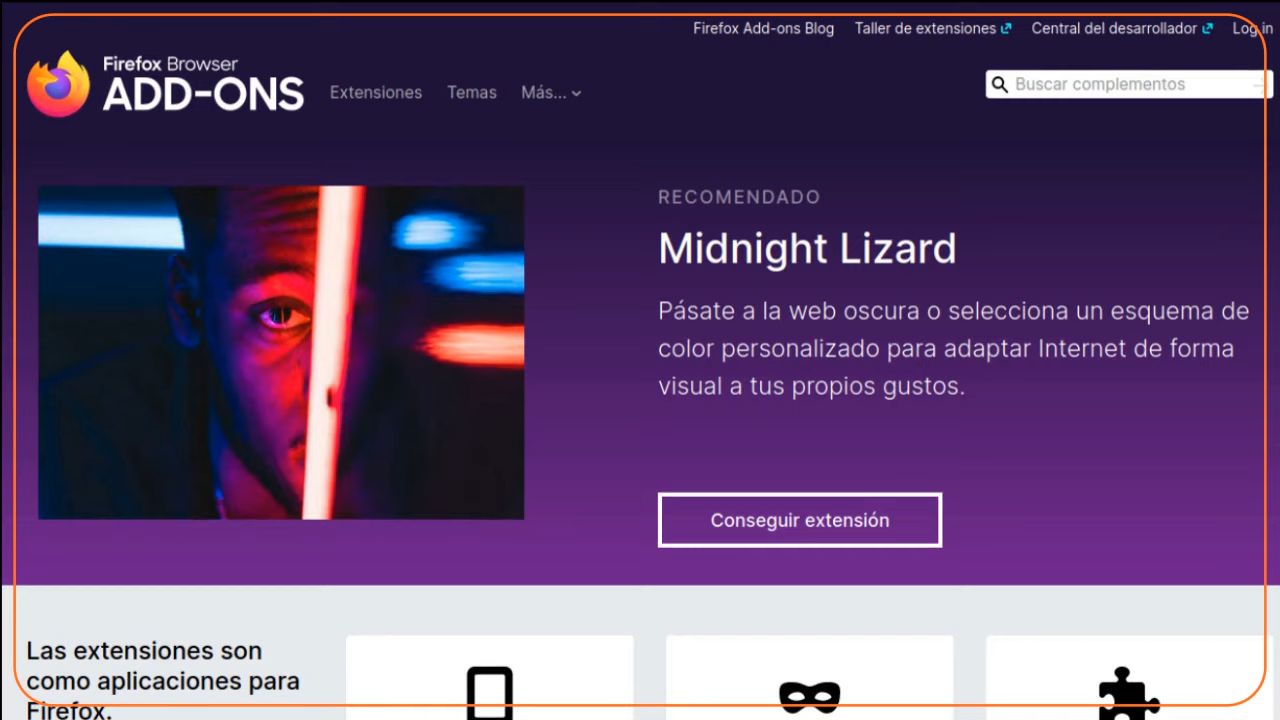 Firefox Add-ons Blog Taller de extensiones Central del desarrollador Log in
Firefox Browser
ADD-ONS
Extensiones Temas Más...
Buscar complementos
RECOMENDADO
Midnight Lizard
Pásate a la web oscura o selecciona un esquema de
color personalizado para adaptar Internet de forma
visual a tus propios gustos.
Conseguir extensión
Las extensiones son
como aplicaciones para
Firefox.